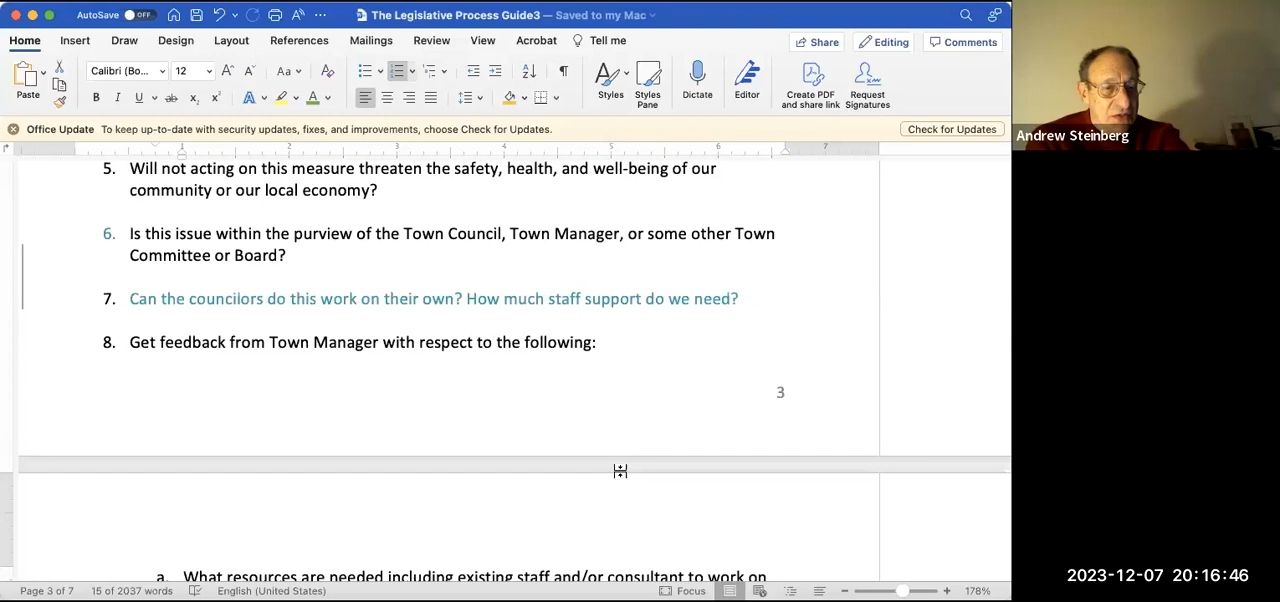 AutoSave OFF The Legislative Process Guide3 — Saved to my Mac
Home Insert Draw Design Layout References Mailings Review View Acrobat Tell me Share Editing Comments
Paste Calibri (Bo... 12 Styles Styles Pane Dictate Editor Create PDF and share link Request Signatures
Office Update To keep up-to-date with security updates, fixes, and improvements, choose Check for Updates. Check for Updates
1 2 3 4 5 6 7
5. Will not acting on this measure threaten the safety, health, and well-being of our
community or our local economy?
6. Is this issue within the purview of the Town Council, Town Manager, or some other Town
Committee or Board?
7. Can the councilors do this work on their own? How much staff support do we need?
8. Get feedback from Town Manager with respect to the following:
3
a. What resources are needed including existing staff and/or consultant to work on
Page 3 of 7 15 of 2037 words English (United States) Focus 178%
Andrew Steinberg
2023-12-07 20:16:46